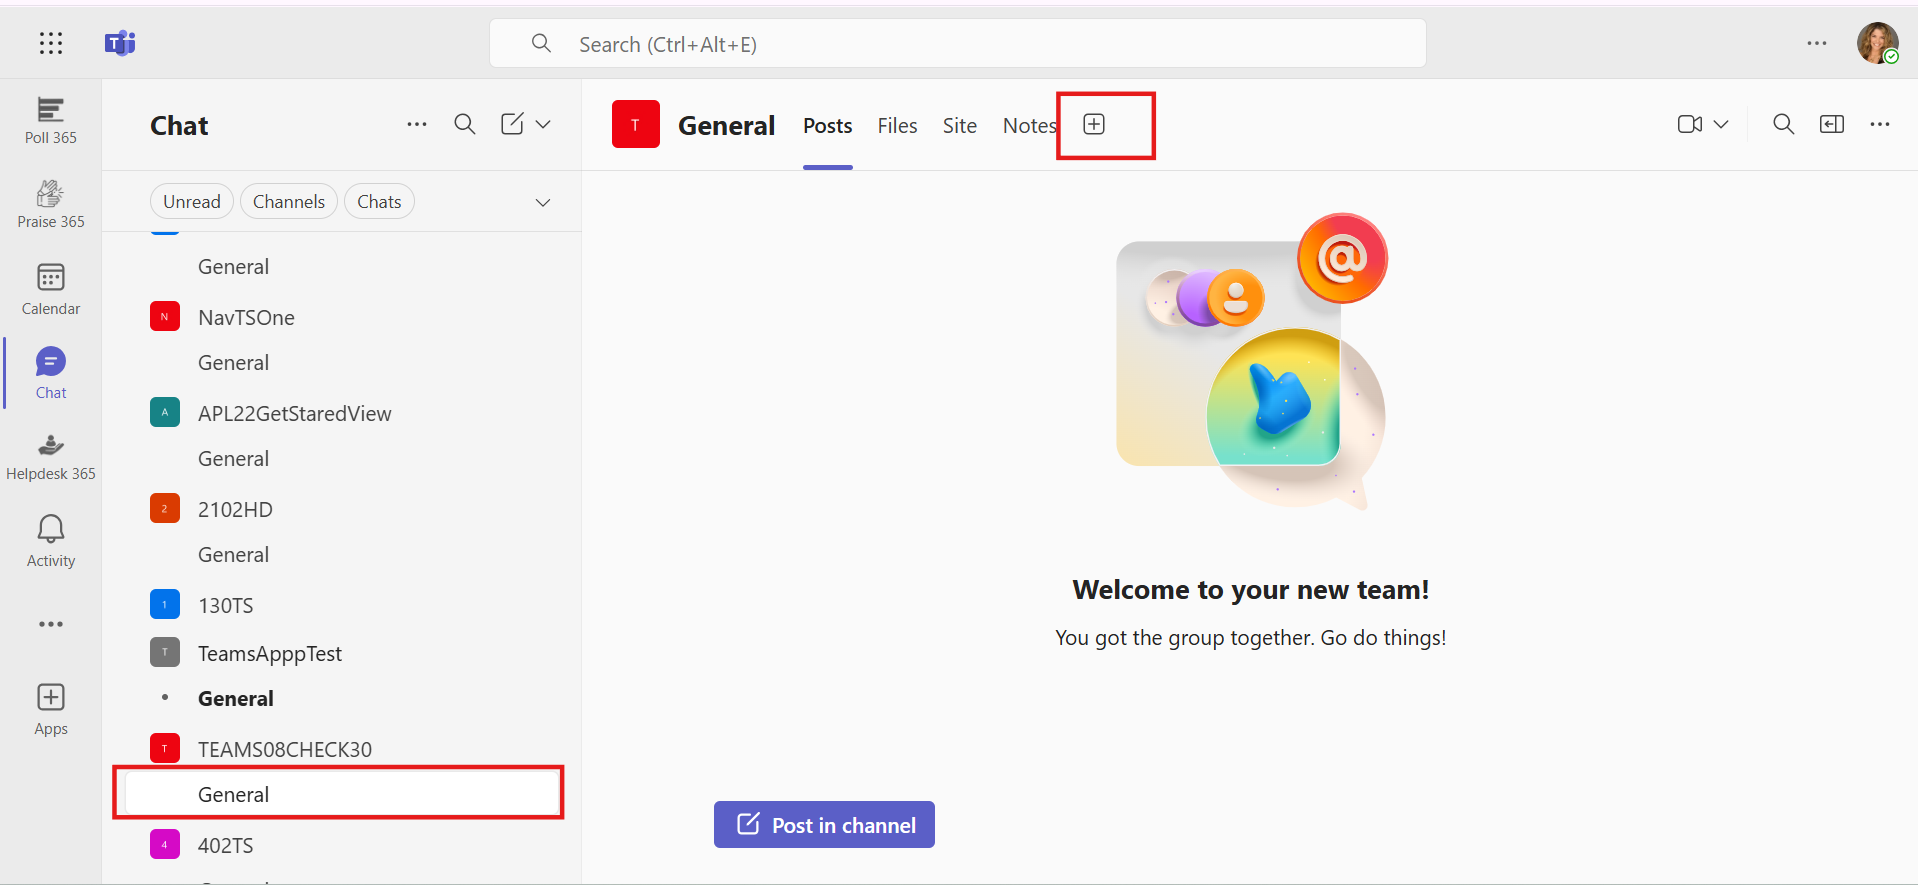 T
Search (Ctrl+Alt+E)
Poll 365
Praise 365
Calendar
Chat
Helpdesk 365
Activity
Apps
Chat
Unread
Channels
Chats
General
N
NavTSOne
General
A
APL22GetStaredView
General
2
2102HD
General
1
130TS
T
TeamsApppTest
General
T
TEAMS08CHECK30
General
4
402TS
T
General
Posts
Files
Site
Notes
@
Welcome to your new team!
You got the group together. Go do things!
Post in channel